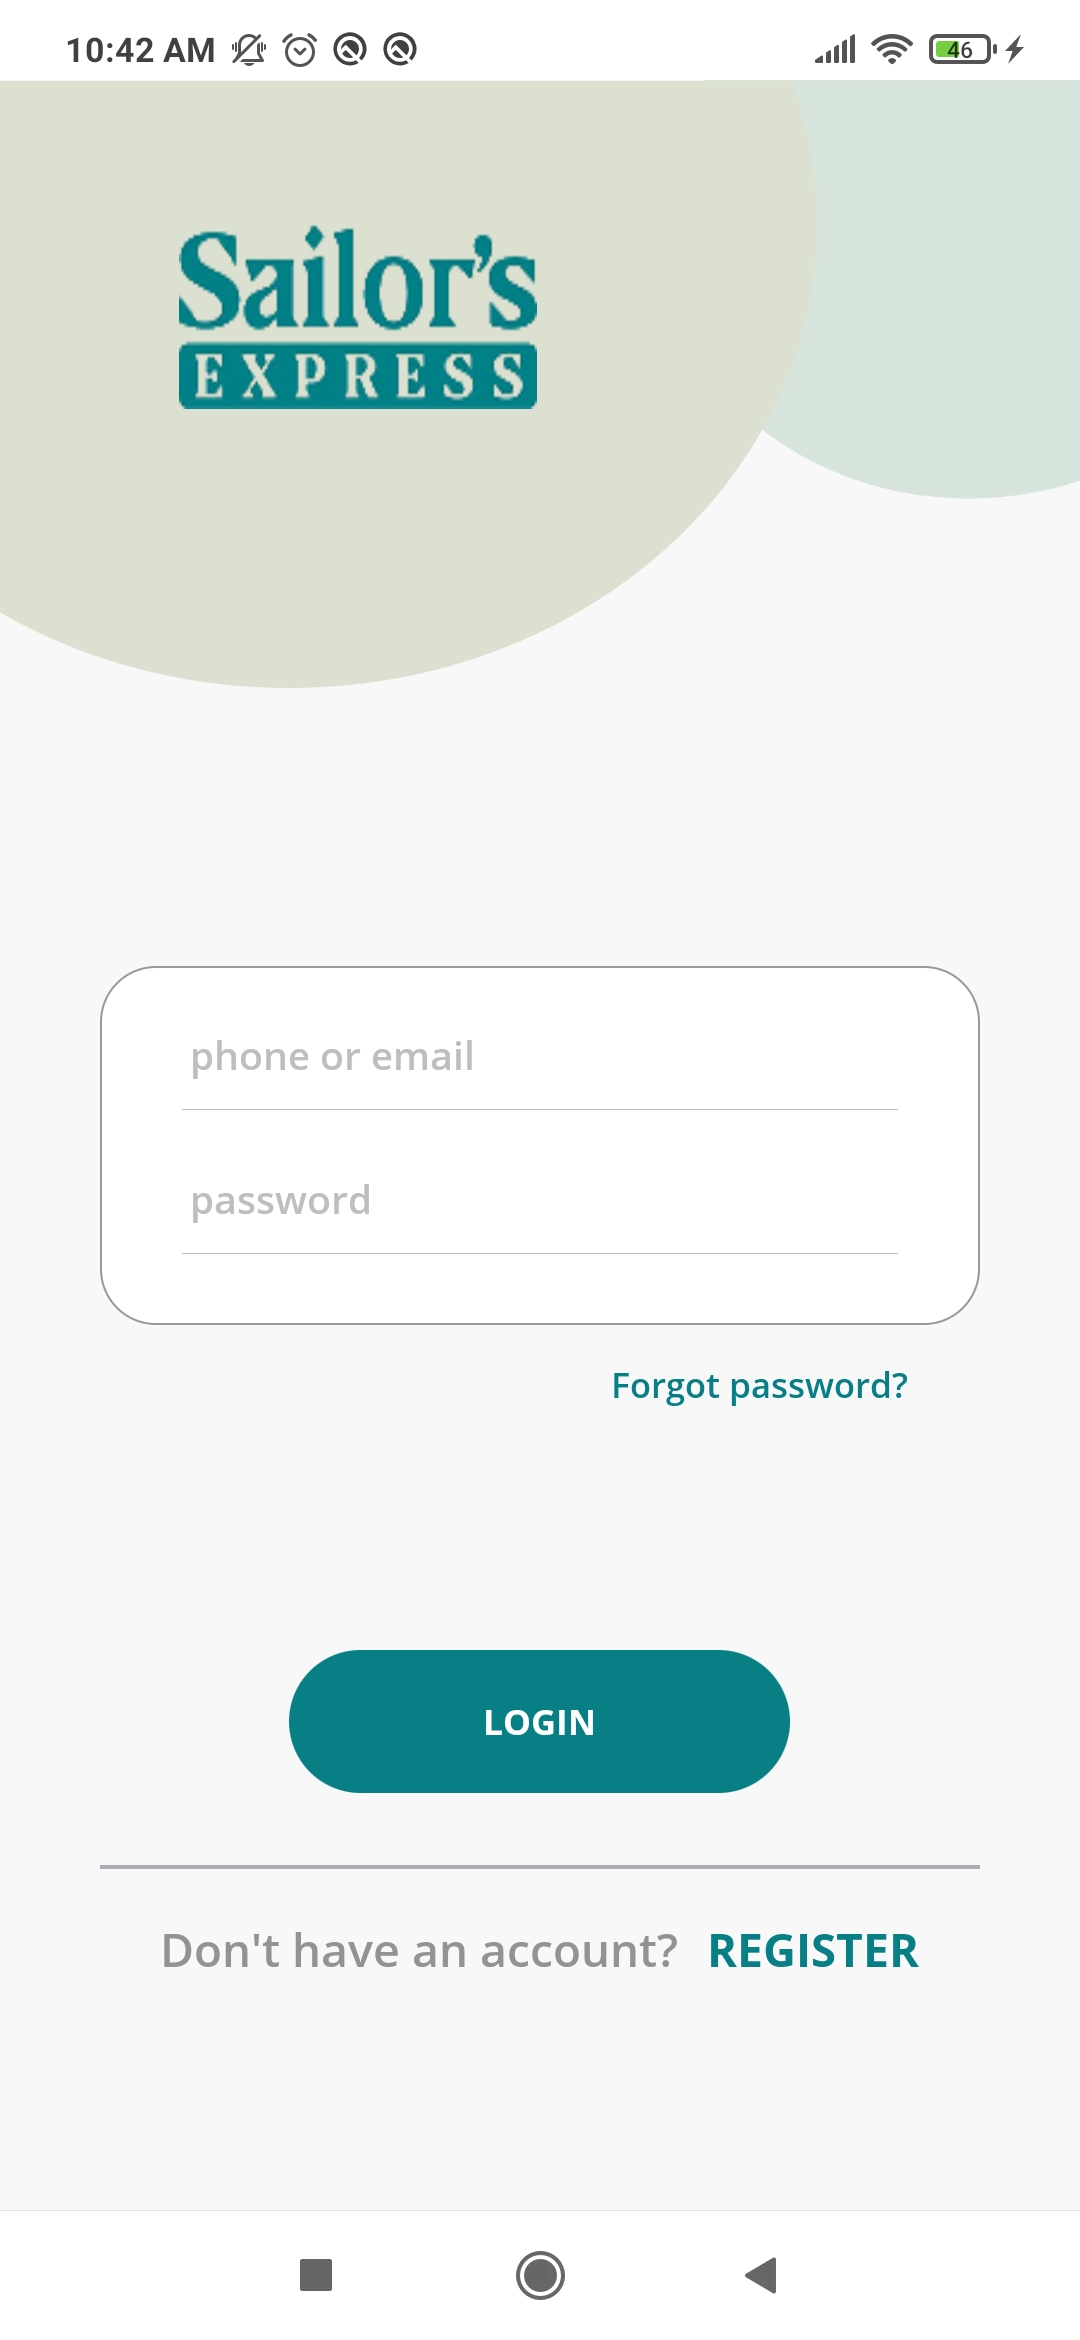 10:42 AM
46
Sailor's
EXPRESS
phone or email
password
Forgot password?
LOGIN
Don't have an account? REGISTER